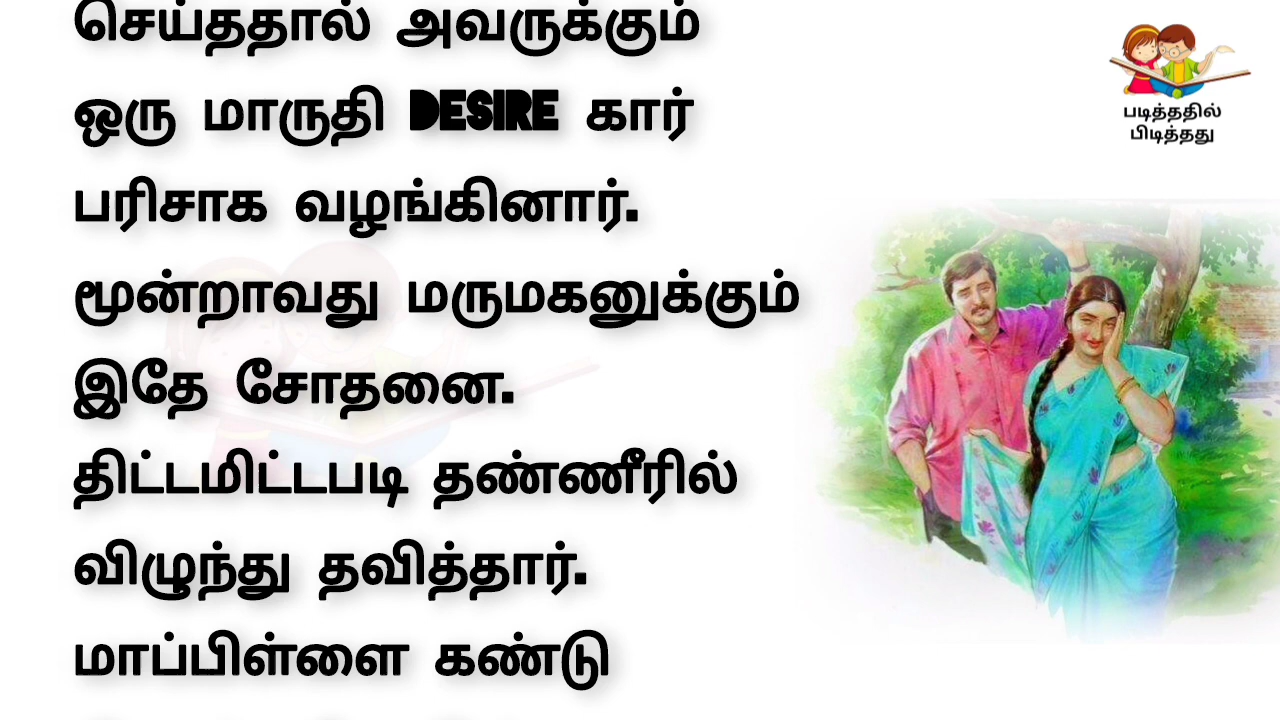 செய்ததால் அவருக்கும்
ஒரு மாருதி DESIRE கார்
பரிசாக வழங்கினார்.
மூன்றாவது மருமகனுக்கும்
இதே சோதனை.
திட்டமிட்டபடி தண்ணீரில்
விழுந்து தவித்தார்.
மாப்பிள்ளை கண்டு
படித்ததில்
பிடித்தது